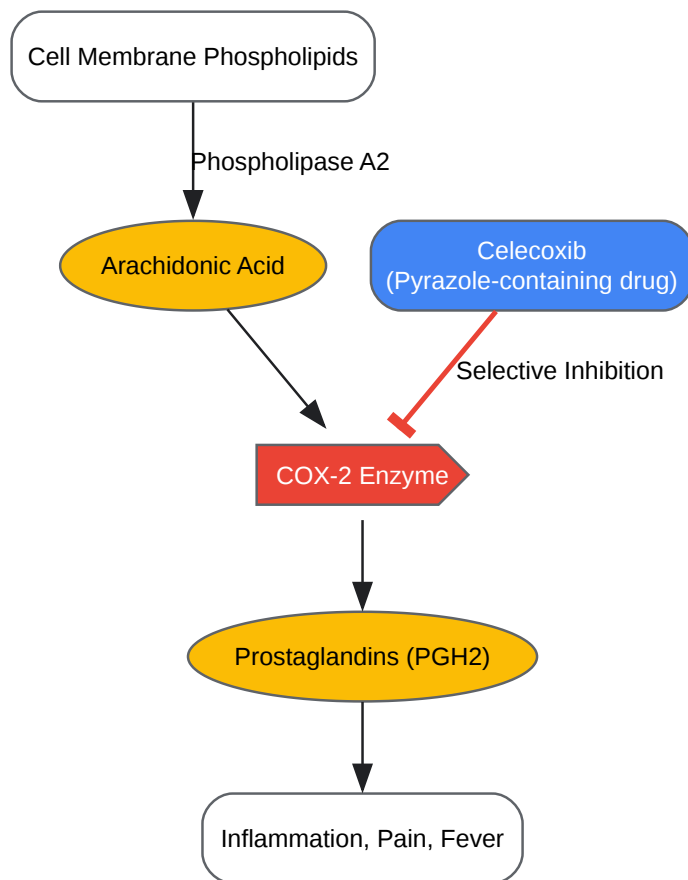 Cell Membrane Phospholipids
Phospholipase A2
Arachidonic Acid
Celecoxib
(Pyrazole-containing drug)
Selective Inhibition
COX-2 Enzyme
Prostaglandins (PGH2)
Inflammation, Pain, Fever